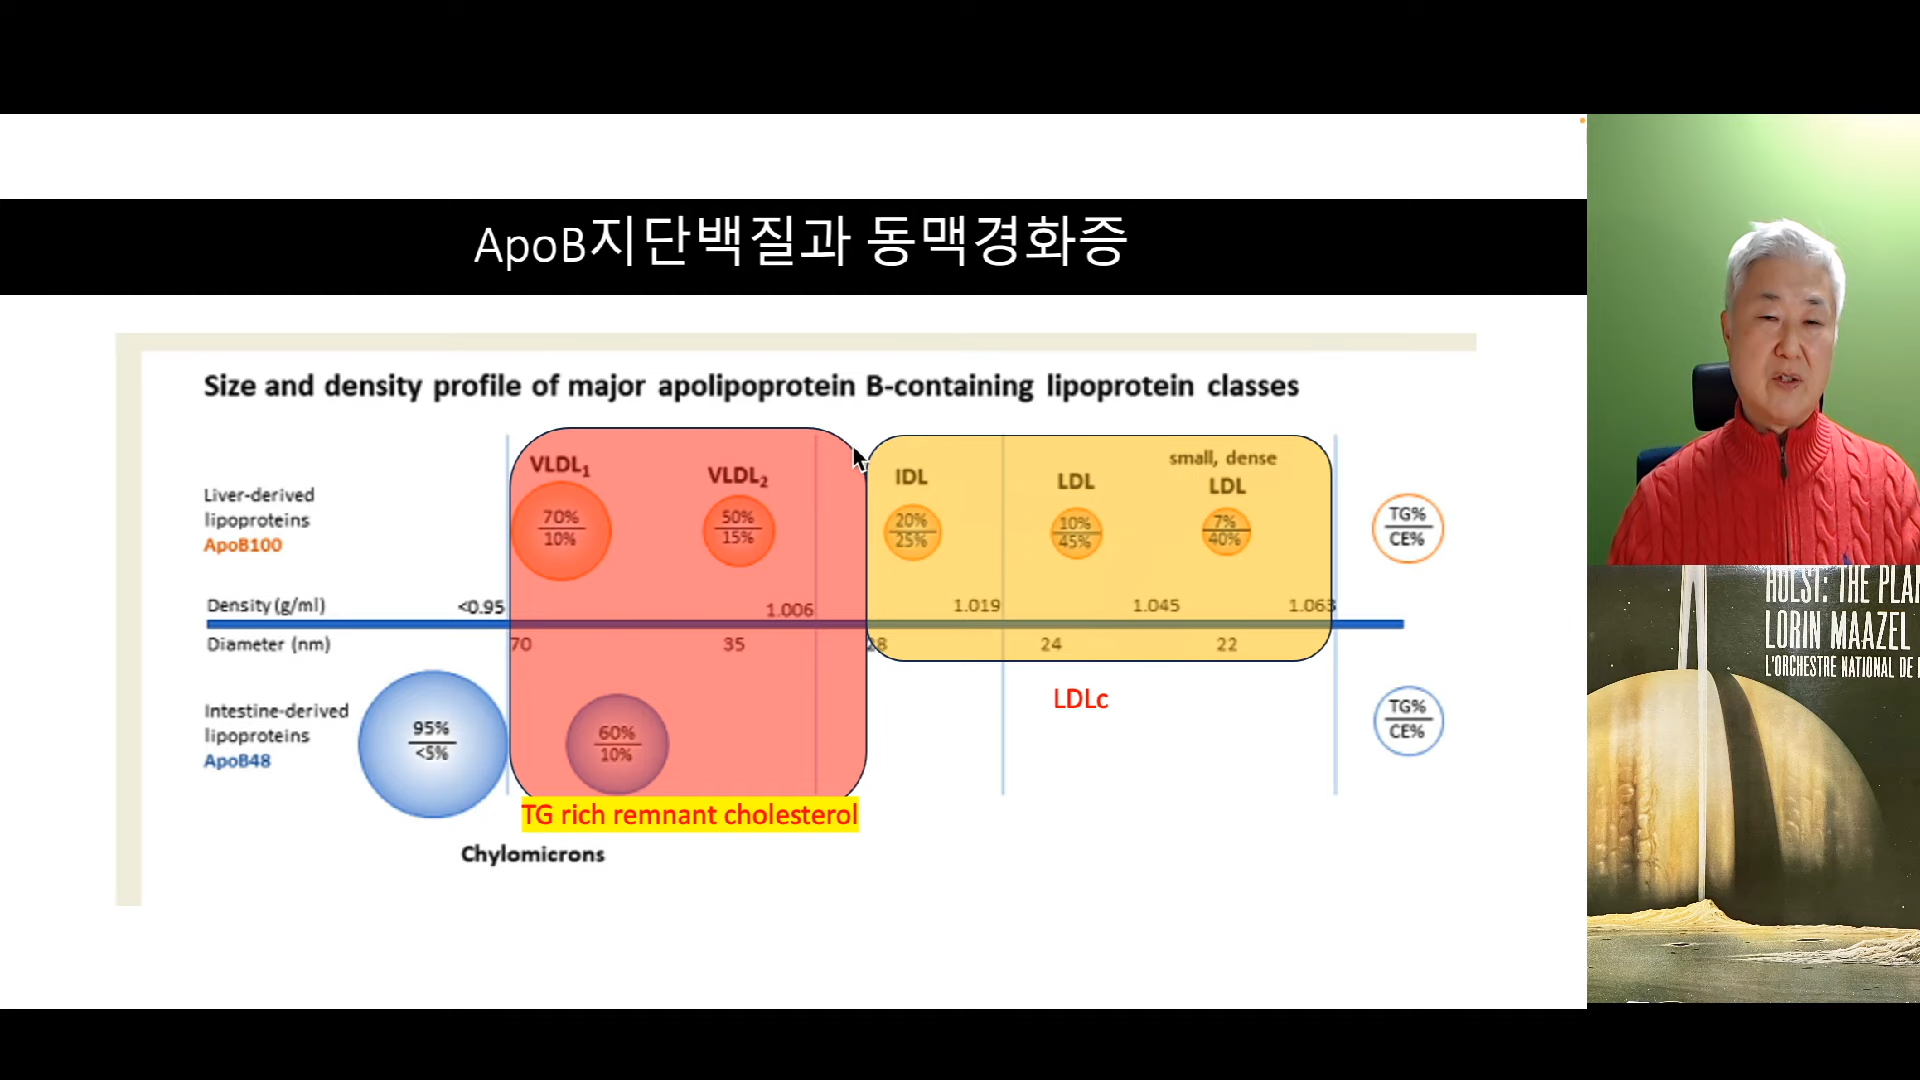 ApoB지단백질과 동맥경화증
Size and density profile of major apolipoprotein B-containing lipoprotein classes
VLDL1
VLDL2
IDL
LDL
small, dense
LDL
Liver-derived
lipoproteins
ApoB100
70%
10%
50%
15%
20%
25%
10%
45%
7%
40%
TG%
CE%
Density (g/ml)
<0.95
1.006
1.019
1.045
1.063
Diameter (nm)
70
35
28
24
22
Intestine-derived
lipoproteins
ApoB48
95%
<5%
60%
10%
LDLc
TG%
CE%
TG rich remnant cholesterol
Chylomicrons
HOLST: THE PLAN
LORIN MAAZEL
L'ORCHESTRE NATIONAL DE